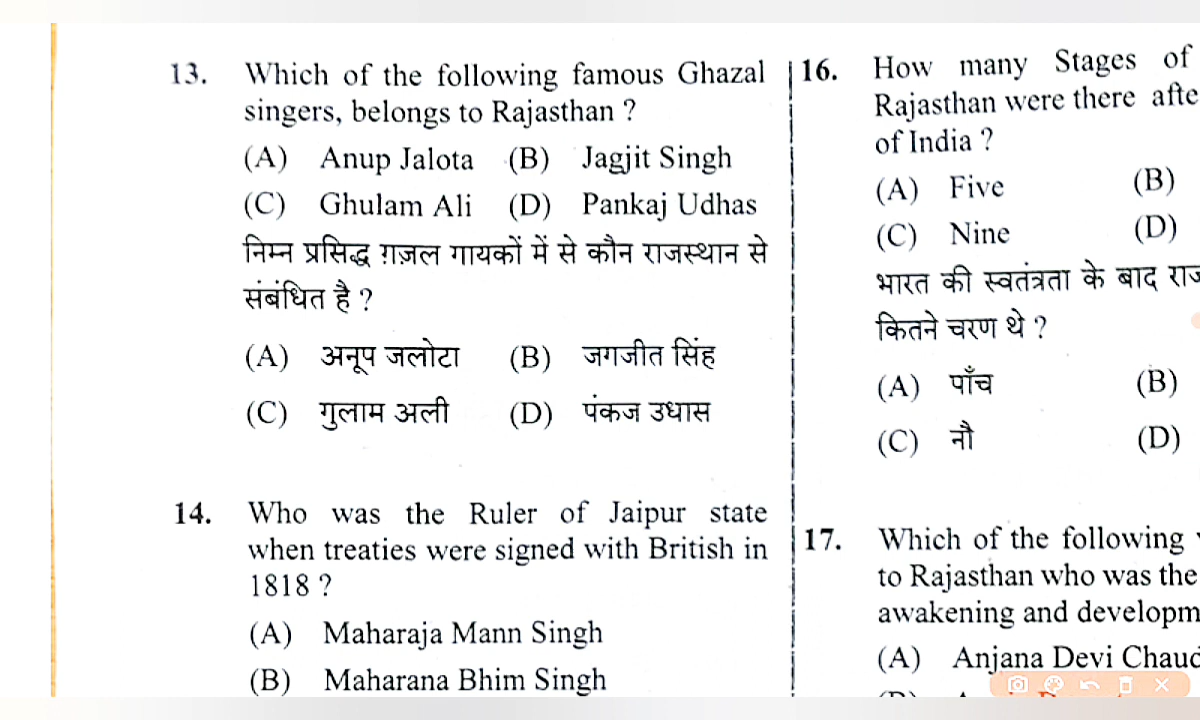 13. Which of the following famous Ghazal
singers, belongs to Rajasthan ?
(A) Anup Jalota (B) Jagjit Singh
(C) Ghulam Ali (D) Pankaj Udhas
निम्न प्रसिद्ध ग़ज़ल गायकों में से कौन राजस्थान से
संबंधित है ?
(A) अनूप जलोटा (B) जगजीत सिंह
(C) गुलाम अली (D) पंकज उधास
14. Who was the Ruler of Jaipur state
when treaties were signed with British in
1818 ?
(A) Maharaja Mann Singh
(B) Maharana Bhim Singh
16. How many Stages of
Rajasthan were there afte
of India ?
(A) Five (B)
(C) Nine (D)
भारत की स्वतंत्रता के बाद राज
कितने चरण थे ?
(A) पाँच (B)
(C) नौ (D)
17. Which of the following
to Rajasthan who was the
awakening and developm
(A) Anjana Devi Chaud